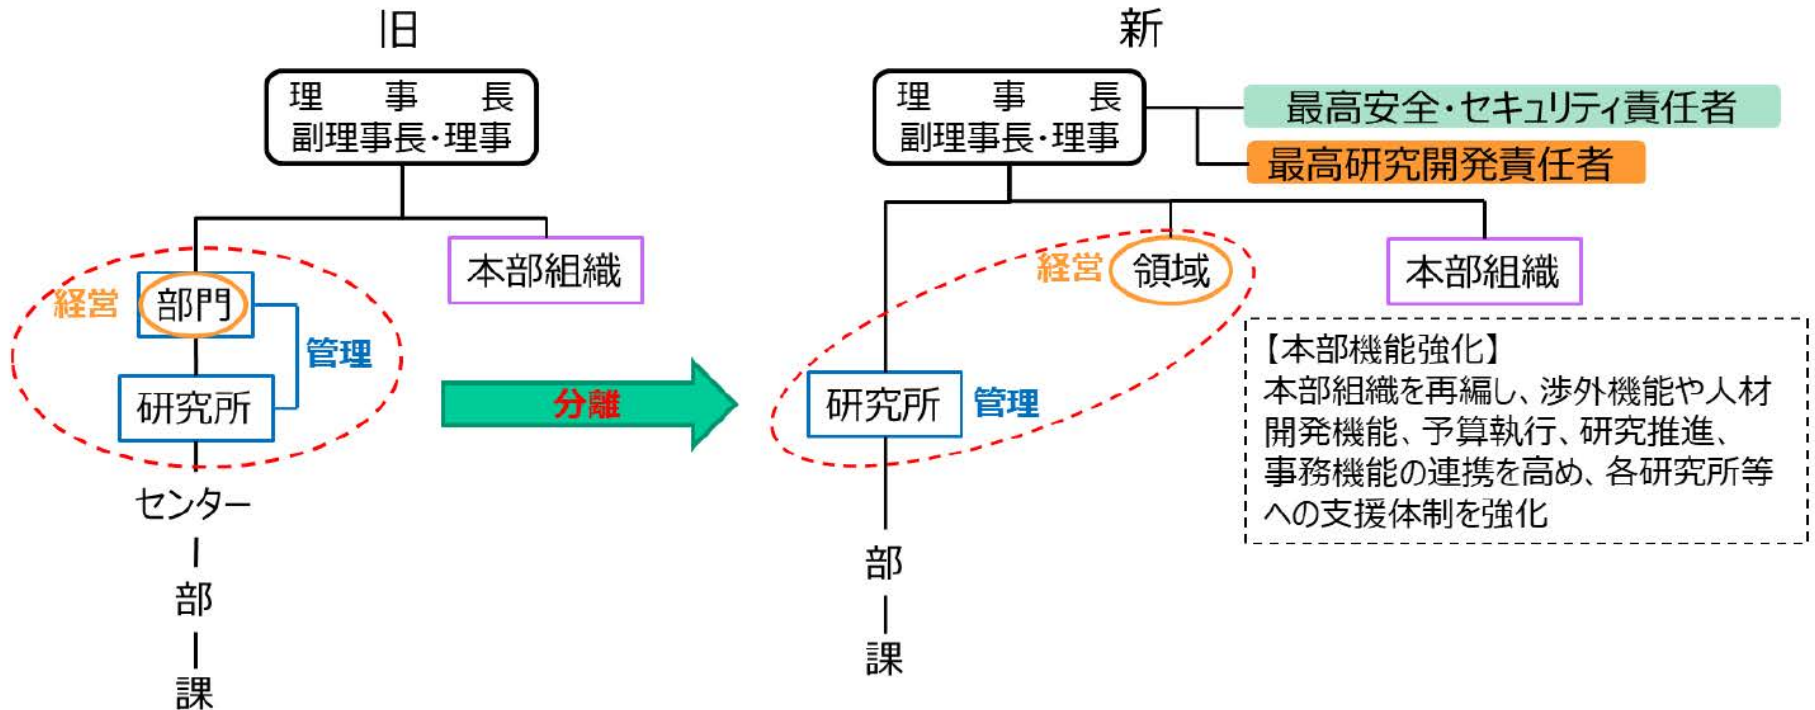 旧
理事長
副理事長・理事
本部組織
経営
部門
管理
研究所
センター
部
課
分離
新
理事長
副理事長・理事
最高安全・セキュリティ責任者
最高研究開発責任者
経営
領域
本部組織
研究所
管理
部
課
【本部機能強化】
本部組織を再編し、渉外機能や人材
開発機能、予算執行、研究推進、
事務機能の連携を高め、各研究所等
への支援体制を強化